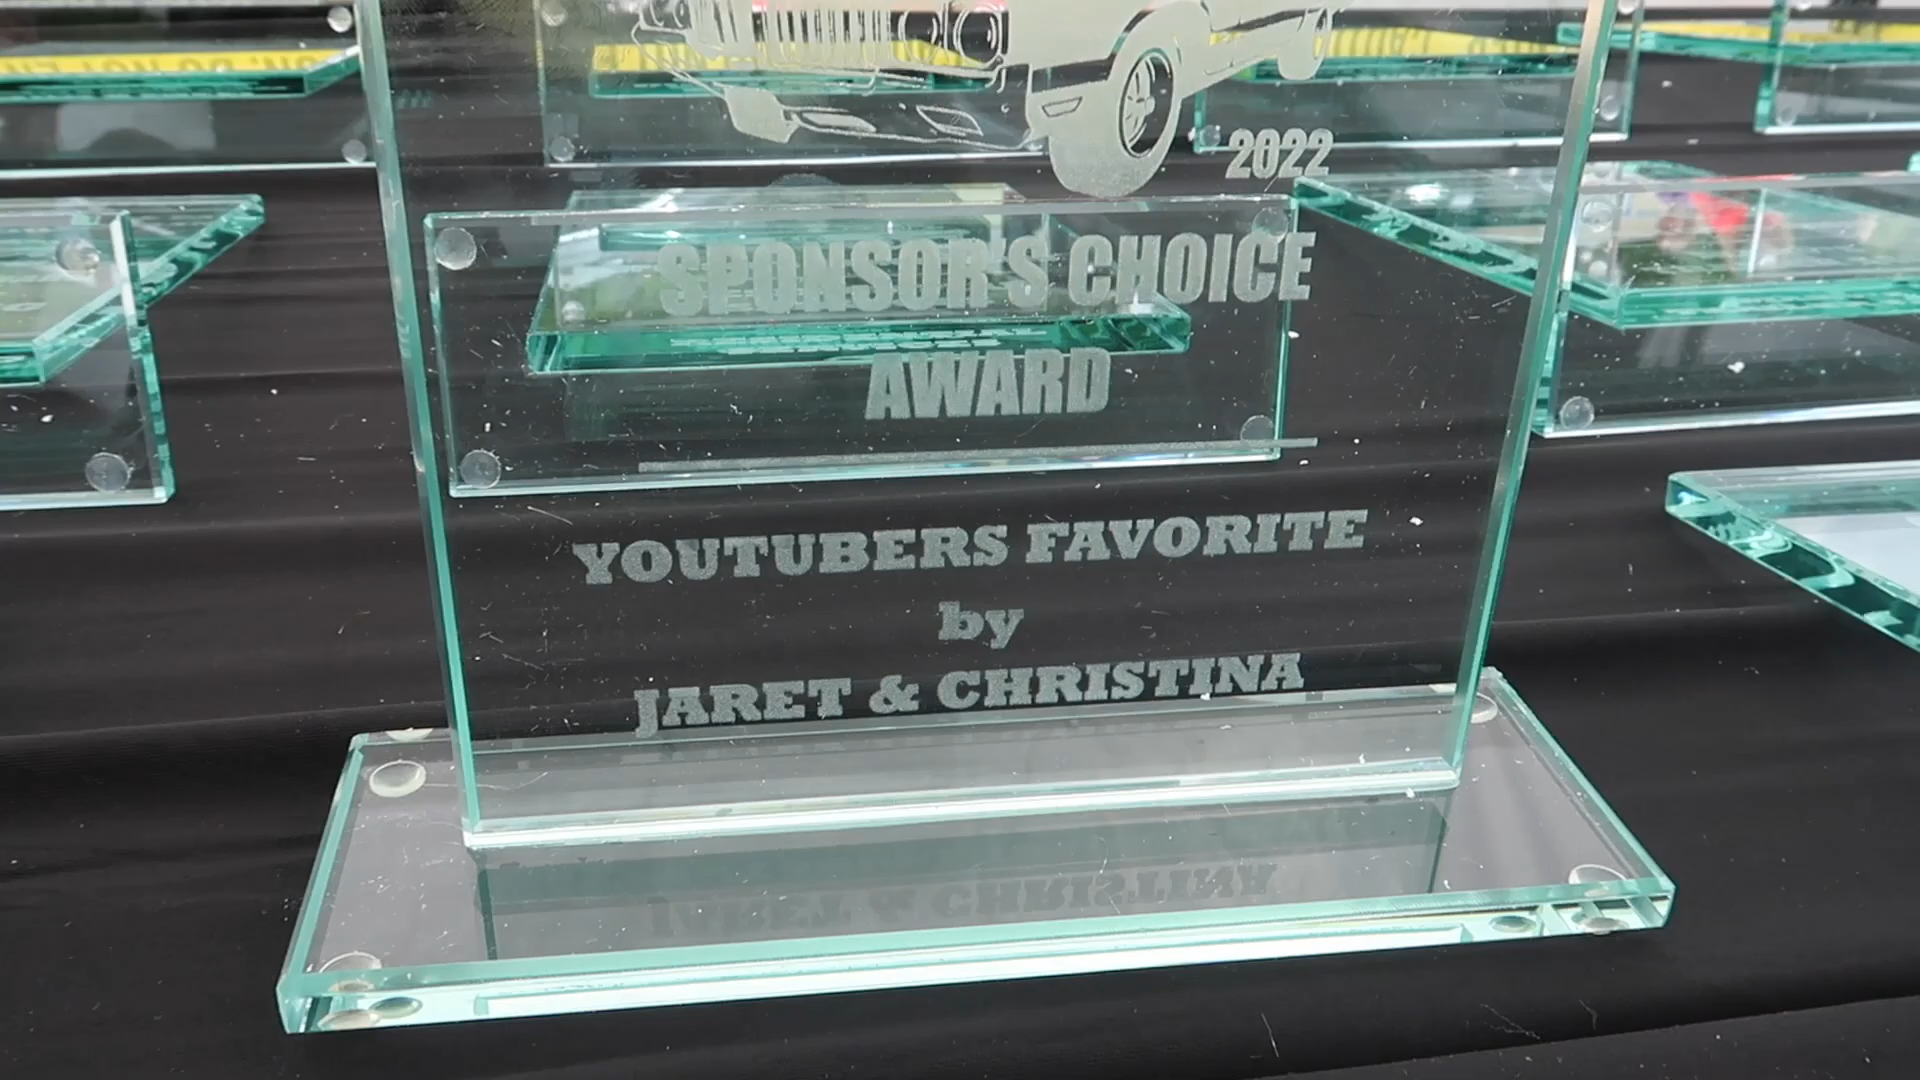 2022
SPONSOR'S CHOICE
AWARD
YOUTUBERS FAVORITE
by
JARET & CHRISTINA